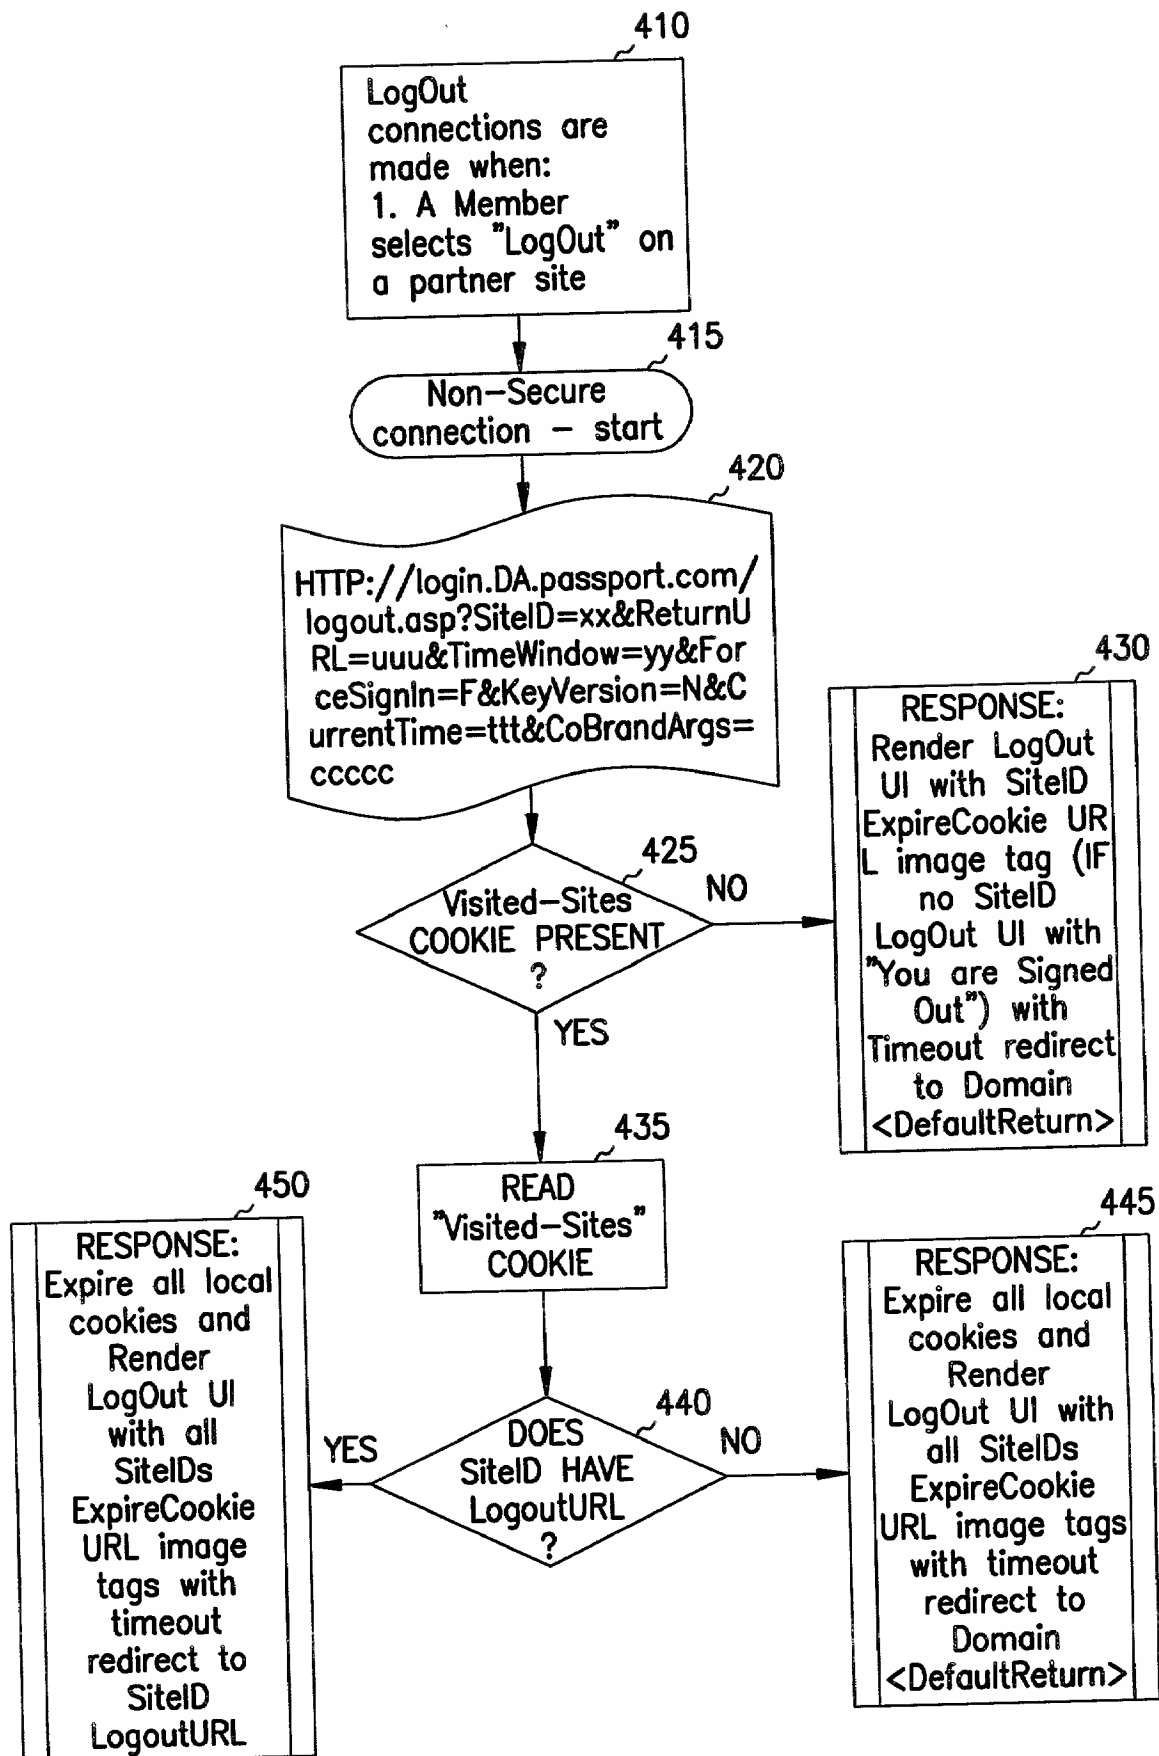 410
LogOut
connections are
made when:
1. A Member
selects "LogOut" on
a partner site
415
Non-Secure
connection – start
420
HTTP://login.DA.passport.com/
logout.asp?SiteID=xx&ReturnU
RL=uuu&TimeWindow=yy&For
ceSignIn=F&KeyVersion=N&C
urrentTime=ttt&CoBrandArgs=
ccccc
425
Visited-Sites
COOKIE PRESENT
?
NO
YES
430
RESPONSE:
Render LogOut
UI with SiteID
ExpireCookie UR
L image tag (IF
no SiteID
LogOut UI with
"You are Signed
Out") with
Timeout redirect
to Domain
<DefaultReturn>
435
READ
"Visited-Sites"
COOKIE
440
DOES
SiteID HAVE
LogoutURL
?
YES
NO
450
RESPONSE:
Expire all local
cookies and
Render
LogOut UI
with all
SiteIDs
ExpireCookie
URL image
tags with
timeout
redirect to
SiteID
LogoutURL
445
RESPONSE:
Expire all local
cookies and
Render
LogOut UI with
all SiteIDs
ExpireCookie
URL image tags
with timeout
redirect to
Domain
<DefaultReturn>